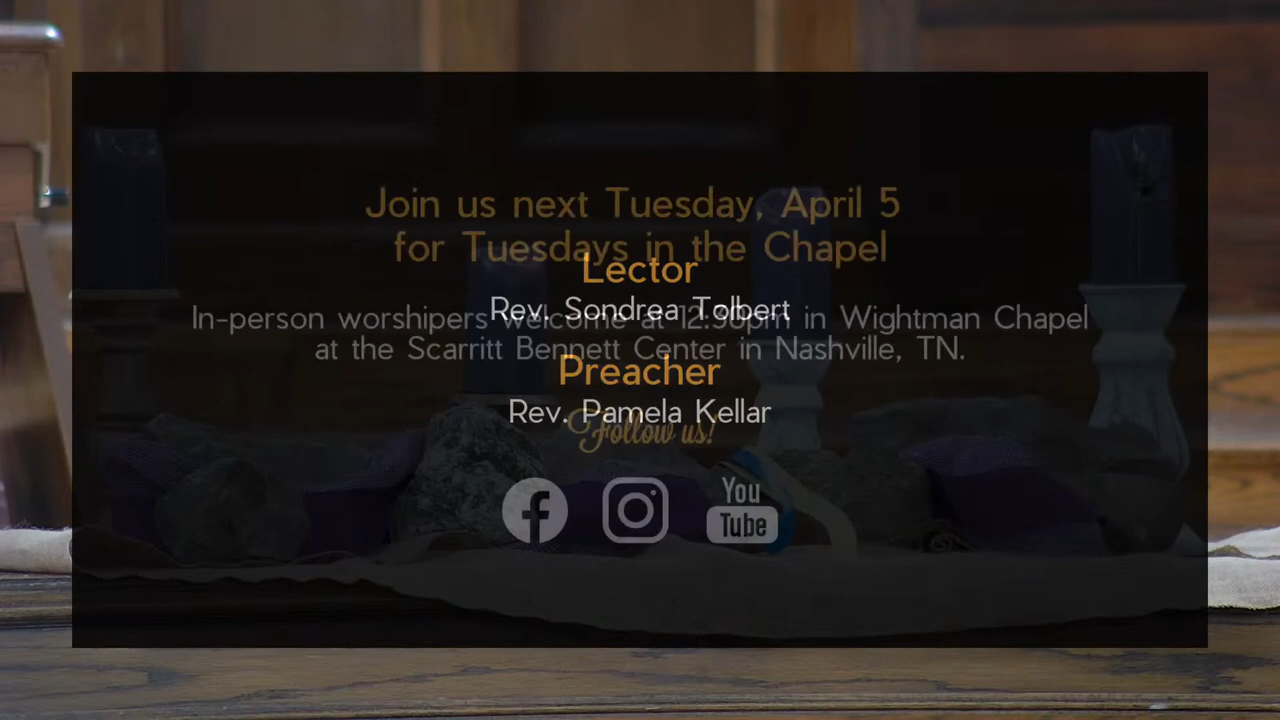 Join us next Tuesday, April 5
for Tuesdays in the Chapel
Lector
Rev. Sondrea Tolbert
In-person worshipers welcome at 12:30pm in Wightman Chapel
at the Scarritt Bennett Center in Nashville, TN.
Preacher
Rev. Pamela Kellar
Follow us!
You
Tube